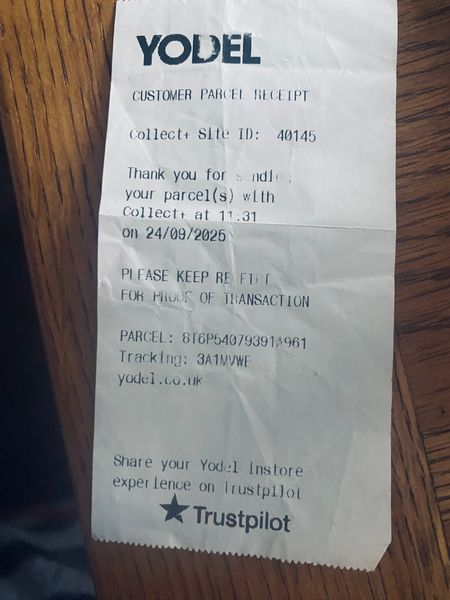 YODEL
CUSTOMER PARCEL RECEIPT
Collect+ Site ID: 40145
Thank you for sending
your parcel(s) with
Collect+ at 11.31
on 24/09/2025
PLEASE KEEP RECEIPT
FOR PROOF OF TRANSACTION
PARCEL: 8T6P54079391A961
Tracking: 3A1MVWE
yodel.co.uk
Share your Yodel Instore
experience on Trustpilot
Trustpilot